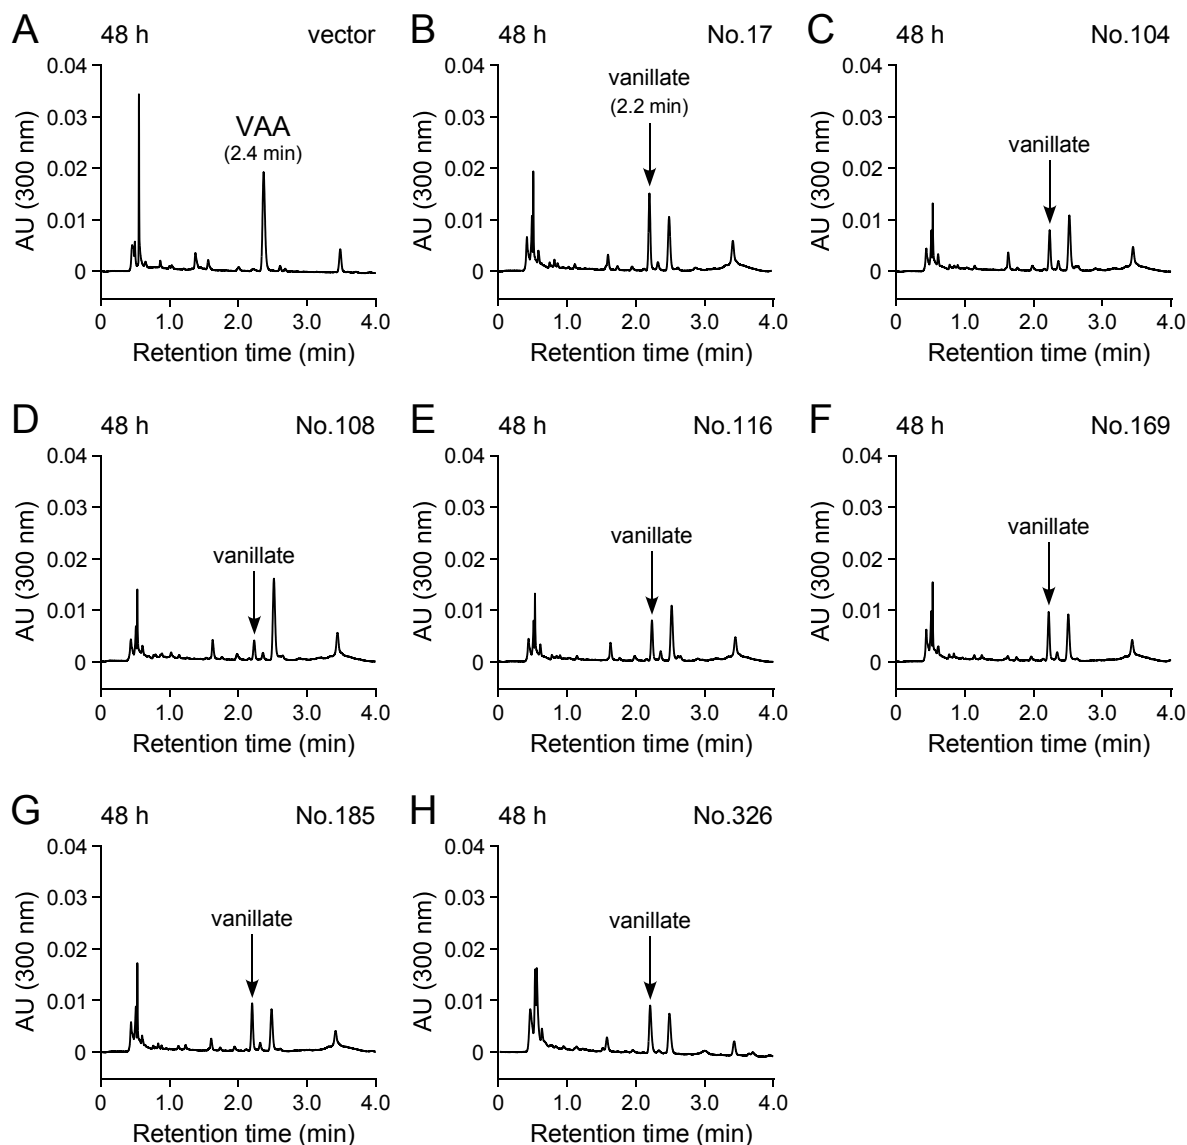 A 48 h vector
0.04
0.03
0.02
0.01
0
AU (300 nm)
VAA
(2.4 min)
0 1.0 2.0 3.0 4.0
Retention time (min)
B 48 h No.17
0.04
0.03
0.02
0.01
0
AU (300 nm)
vanillate
(2.2 min)
0 1.0 2.0 3.0 4.0
Retention time (min)
C 48 h No.104
0.04
0.03
0.02
0.01
0
AU (300 nm)
vanillate
0 1.0 2.0 3.0 4.0
Retention time (min)
D 48 h No.108
0.04
0.03
0.02
0.01
0
AU (300 nm)
vanillate
0 1.0 2.0 3.0 4.0
Retention time (min)
E 48 h No.116
0.04
0.03
0.02
0.01
0
AU (300 nm)
vanillate
0 1.0 2.0 3.0 4.0
Retention time (min)
F 48 h No.169
0.04
0.03
0.02
0.01
0
AU (300 nm)
vanillate
0 1.0 2.0 3.0 4.0
Retention time (min)
G 48 h No.185
0.04
0.03
0.02
0.01
0
AU (300 nm)
vanillate
0 1.0 2.0 3.0 4.0
Retention time (min)
H 48 h No.326
0.04
0.03
0.02
0.01
0
AU (300 nm)
vanillate
0 1.0 2.0 3.0 4.0
Retention time (min)